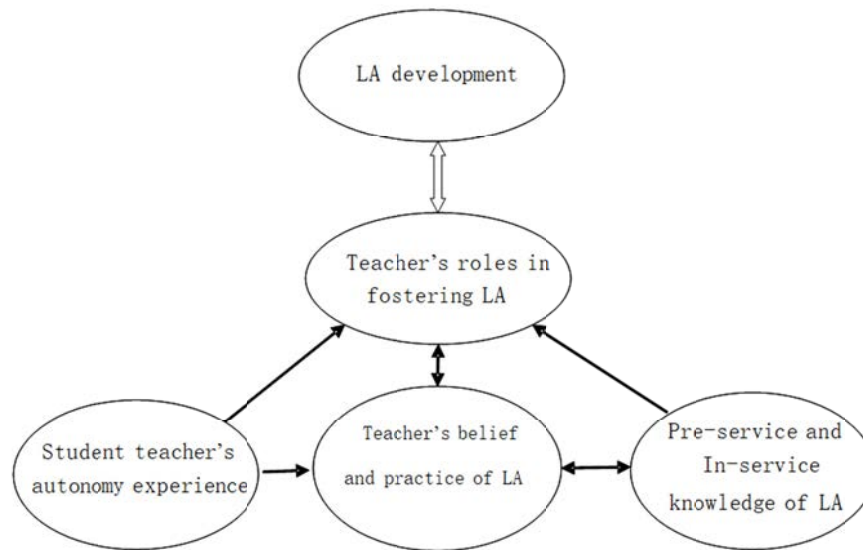 LA development
Teacher's roles in
fostering LA
Student teacher's
autonomy experience
Teacher's belief
and practice of LA
Pre-service and
In-service
knowledge of LA